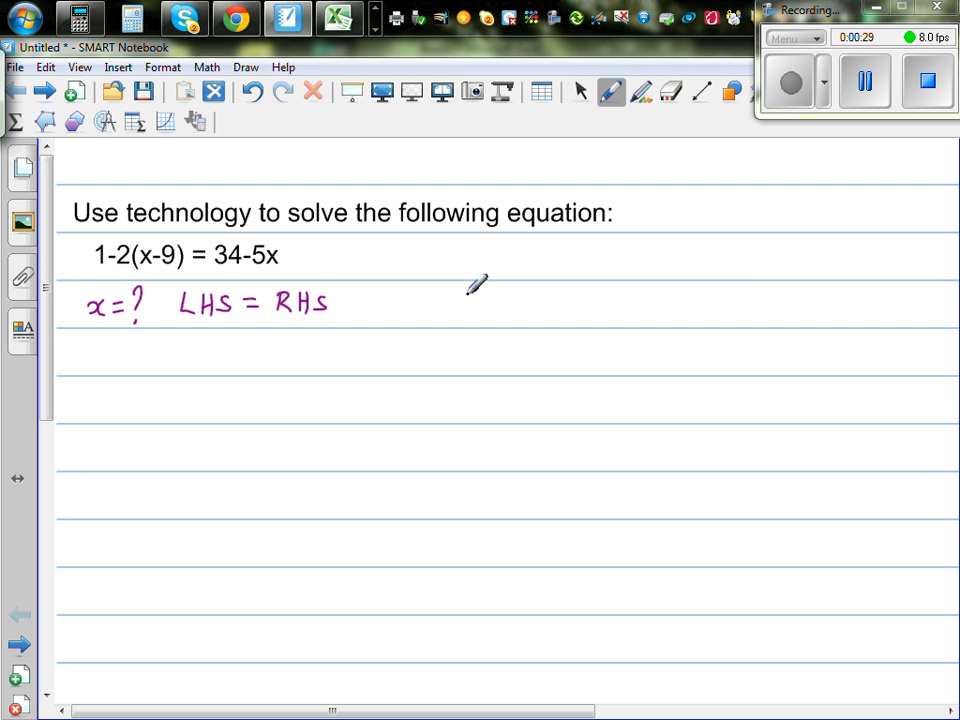 Recording...
Menu 0:00:29 8.0 fps
Untitled * - SMART Notebook
File Edit View Insert Format Math Draw Help
Use technology to solve the following equation:
1-2(x-9) = 34-5x
x=? LHS = RHS